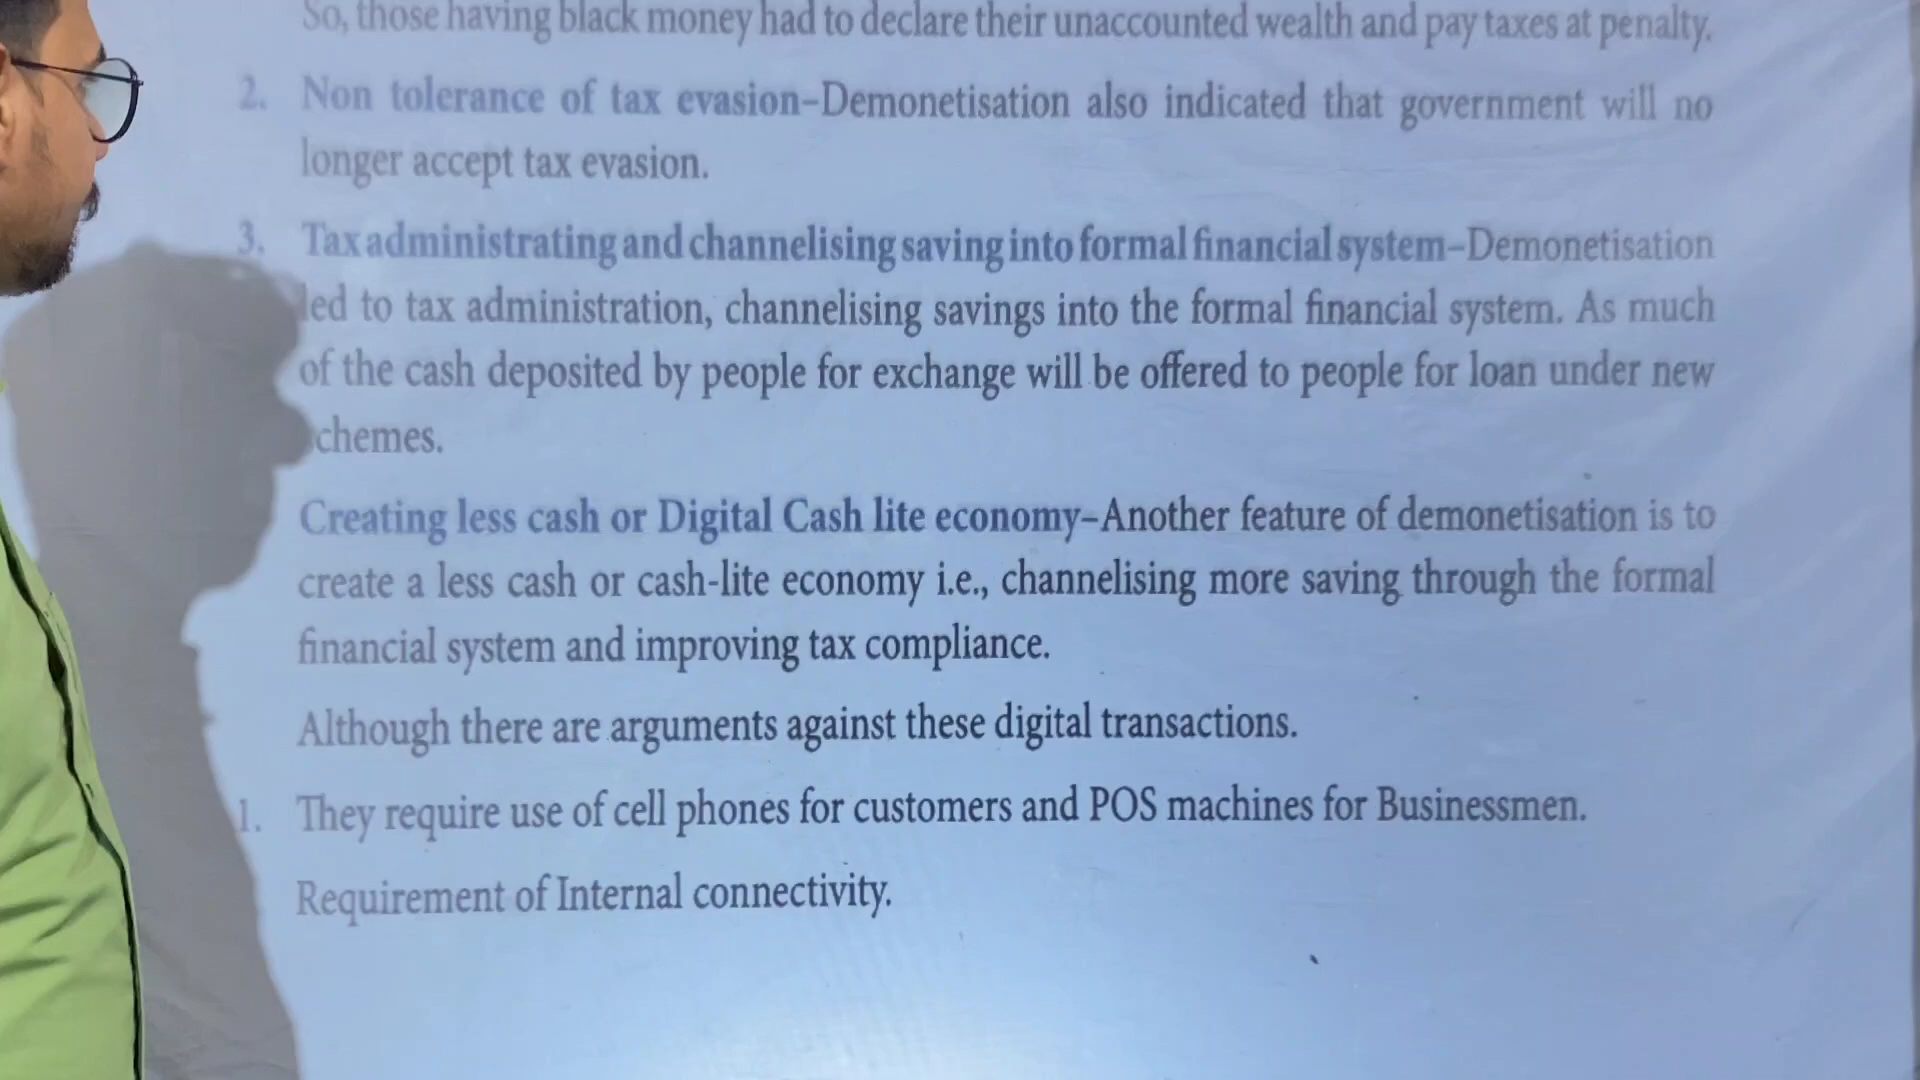 So, those having black money had to declare their unaccounted wealth and pay taxes at penalty.
2. Non tolerance of tax evasion–Demonetisation also indicated that government will no
longer accept tax evasion.
3. Tax administrating and channelising saving into formal financial system–Demonetisation
led to tax administration, channelising savings into the formal financial system. As much
of the cash deposited by people for exchange will be offered to people for loan under new
chemes.
Creating less cash or Digital Cash lite economy–Another feature of demonetisation is to
create a less cash or cash-lite economy i.e., channelising more saving through the formal
financial system and improving tax compliance.
Although there are arguments against these digital transactions.
1. They require use of cell phones for customers and POS machines for Businessmen.
Requirement of Internal connectivity.